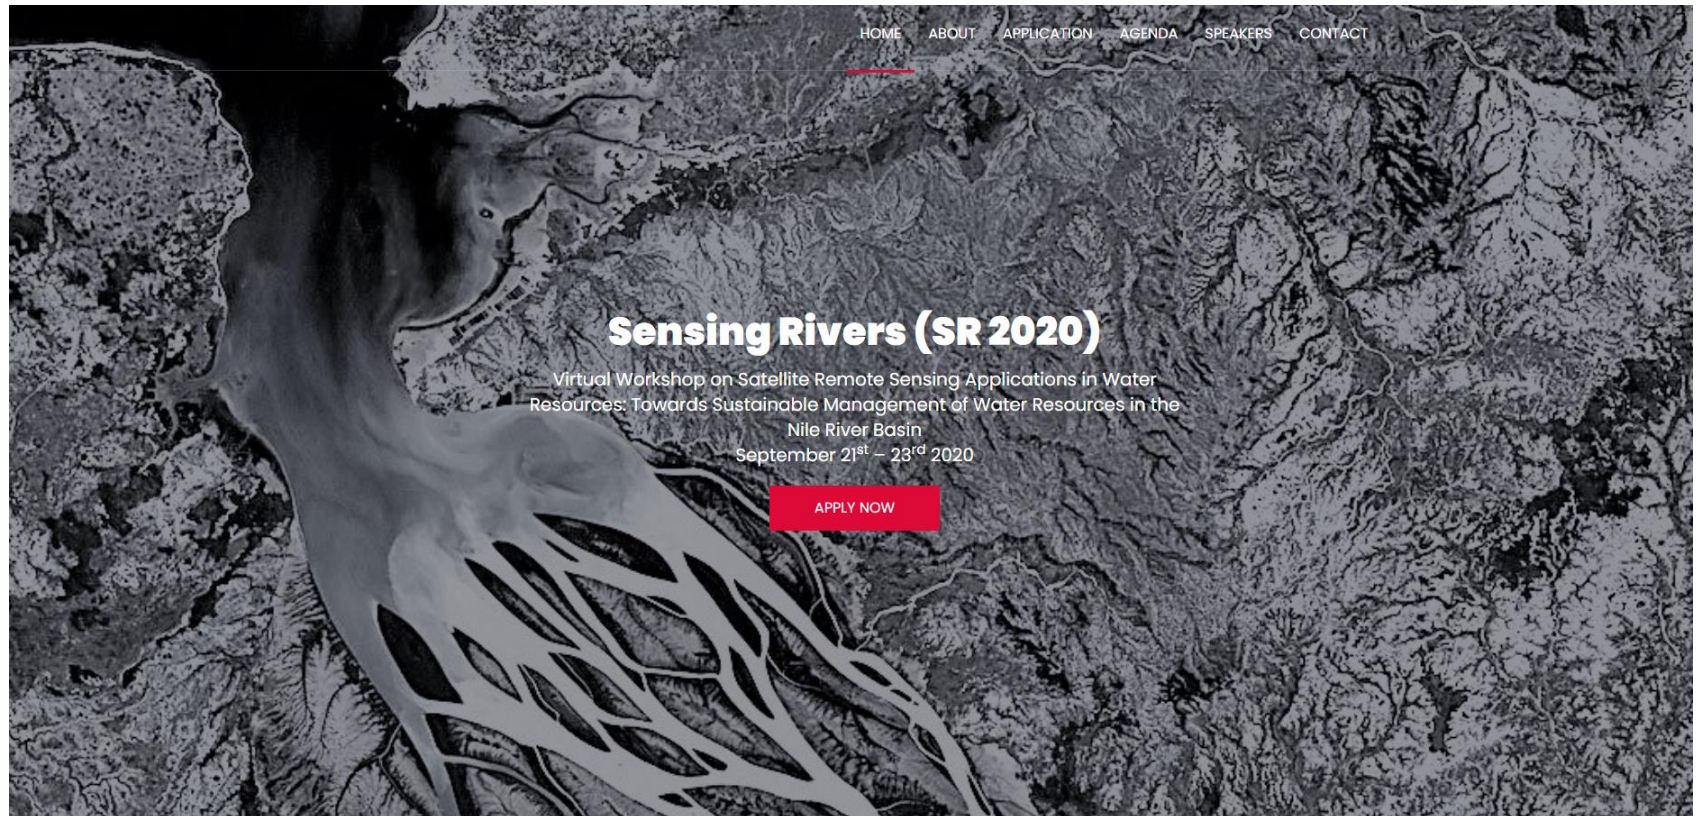 HOME ABOUT APPLICATION AGENDA SPEAKERS CONTACT
Sensing Rivers (SR 2020)
Virtual Workshop on Satellite Remote Sensing Applications in Water
Resources: Towards Sustainable Management of Water Resources in the
Nile River Basin
September 21st – 23rd 2020
APPLY NOW